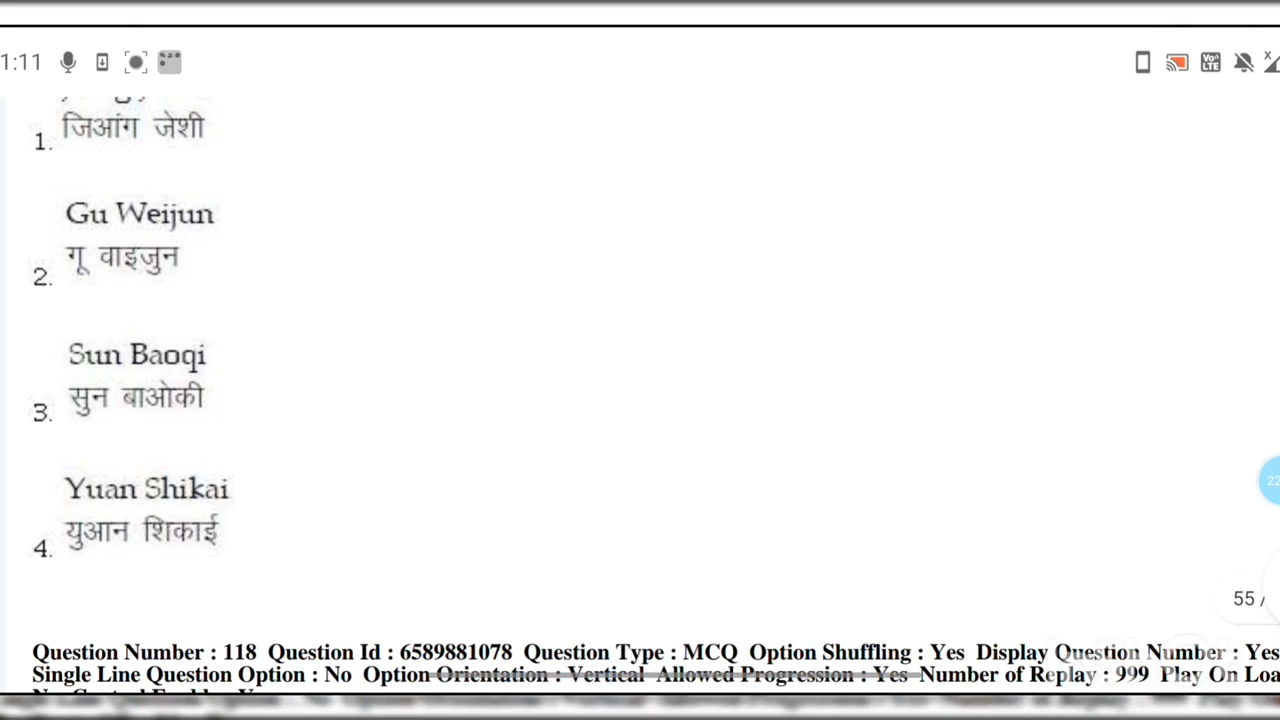 1:11
1. जिआंग जेशी
Gu Weijun
2. गू वाइजुन
Sun Baoqi
3. सुन बाओकी
Yuan Shikai
4. युआन शिकाई
55 /
Question Number : 118 Question Id : 6589881078 Question Type : MCQ Option Shuffling : Yes Display Question Number : Yes
Single Line Question Option : No Option Orientation : Vertical Allowed Progression : Yes Number of Replay : 999 Play On Loa